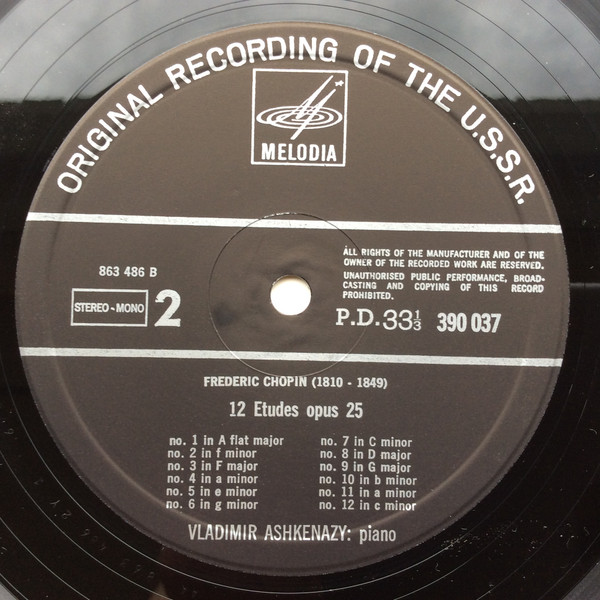 ORIGINAL RECORDING OF THE U.S.S.R.
MELODIA
863 486 B
STEREO-MONO 2
ALL RIGHTS OF THE MANUFACTURER AND OF THE
OWNER OF THE RECORDED WORK ARE RESERVED.
UNAUTHORISED PUBLIC PERFORMANCE, BROAD-
CASTING AND COPYING OF THIS RECORD
PROHIBITED.
P.D. 33⅓ 390 037
FREDERIC CHOPIN (1810 - 1849)
12 Etudes opus 25
no. 1 in A flat major
no. 2 in f minor
no. 3 in F major
no. 4 in a minor
no. 5 in e minor
no. 6 in g minor
no. 7 in C minor
no. 8 in D major
no. 9 in G major
no. 10 in b minor
no. 11 in a minor
no. 12 in c minor
VLADIMIR ASHKENAZY: piano